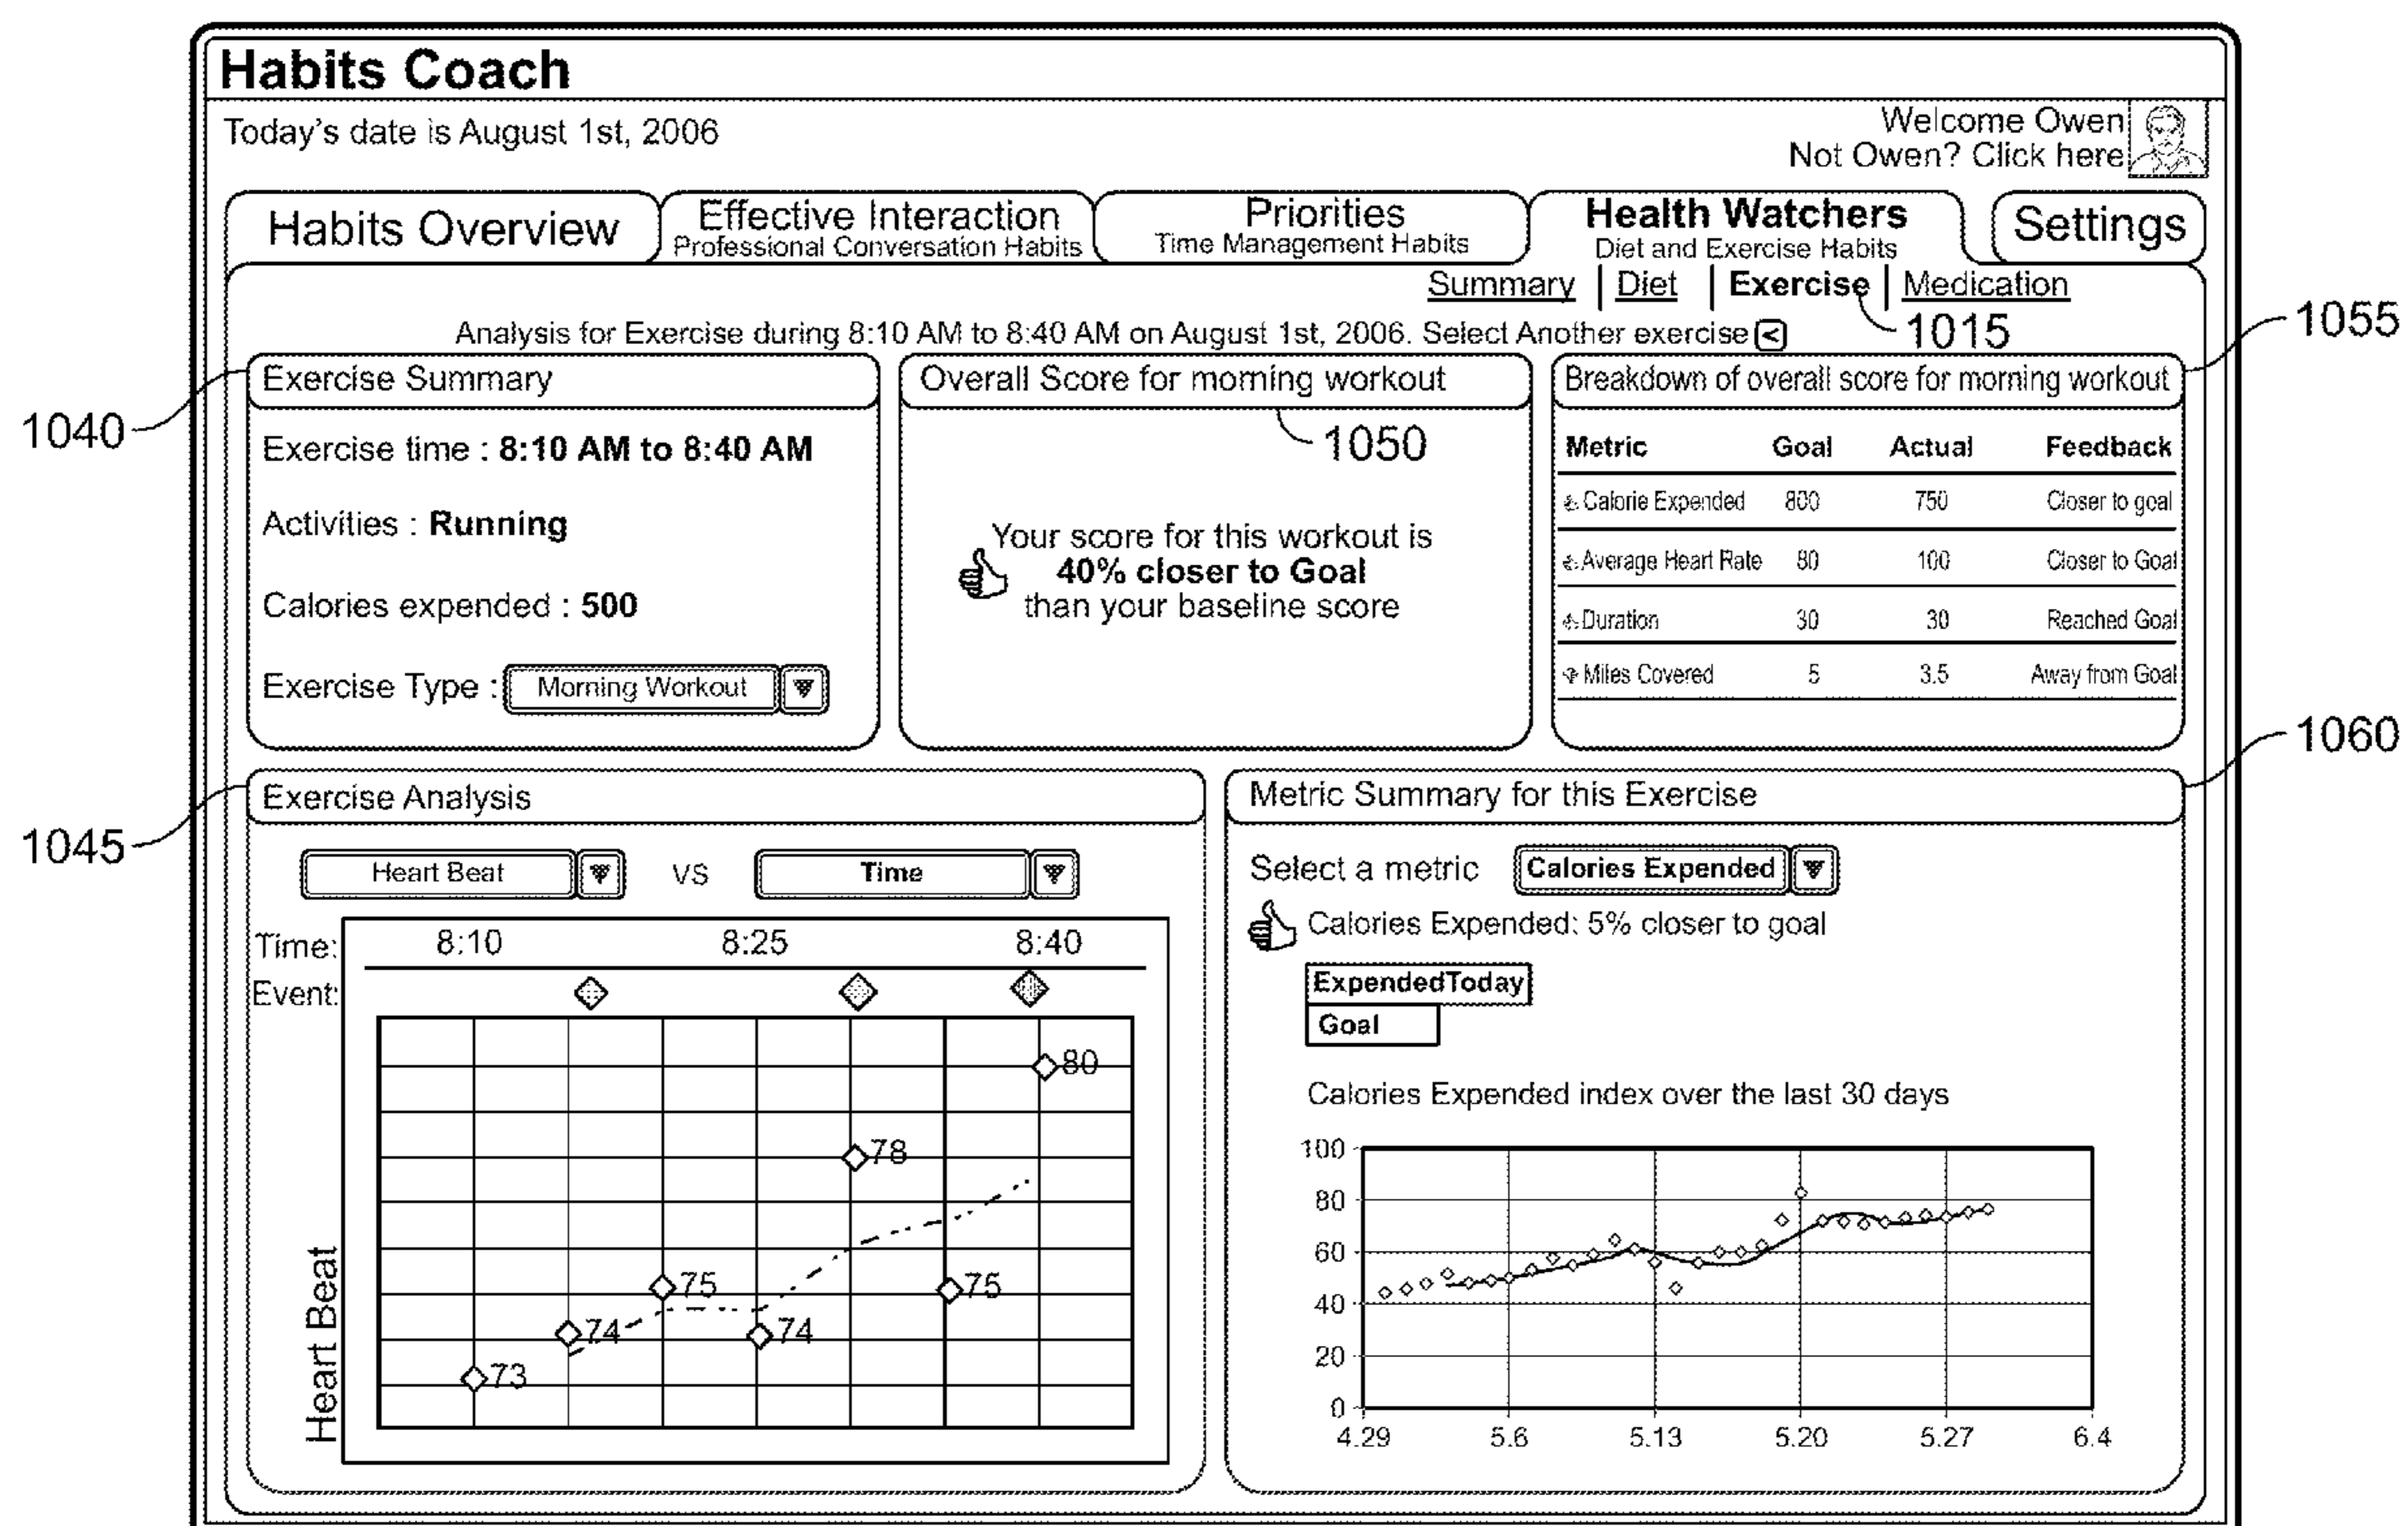 Habits Coach
Today's date is August 1st, 2006
Welcome Owen
Not Owen? Click here
Habits Overview
Effective Interaction
Professional Conversation Habits
Priorities
Time Management Habits
Health Watchers
Diet and Exercise Habits
Settings
Summary | Diet | Exercise | Medication
1015
1055
Analysis for Exercise during 8:10 AM to 8:40 AM on August 1st, 2006. Select Another exercise <
1040
Exercise Summary
Exercise time : 8:10 AM to 8:40 AM
Activities : Running
Calories expended : 500
Exercise Type : Morning Workout
Overall Score for morning workout
1050
Your score for this workout is
40% closer to Goal
than your baseline score
Breakdown of overall score for morning workout
Metric Goal Actual Feedback
Calorie Expended 800 750 Closer to goal
Average Heart Rate 80 100 Closer to Goal
Duration 30 30 Reached Goal
Miles Covered 5 3.5 Away from Goal
1060
1045
Exercise Analysis
Heart Beat VS Time
Time: 8:10 8:25 8:40
Event:
80
78
75
75
74
74
73
Heart Beat
Metric Summary for this Exercise
Select a metric Calories Expended
Calories Expended: 5% closer to goal
ExpendedToday
Goal
Calories Expended index over the last 30 days
100
80
60
40
20
0
4.29 5.6 5.13 5.20 5.27 6.4